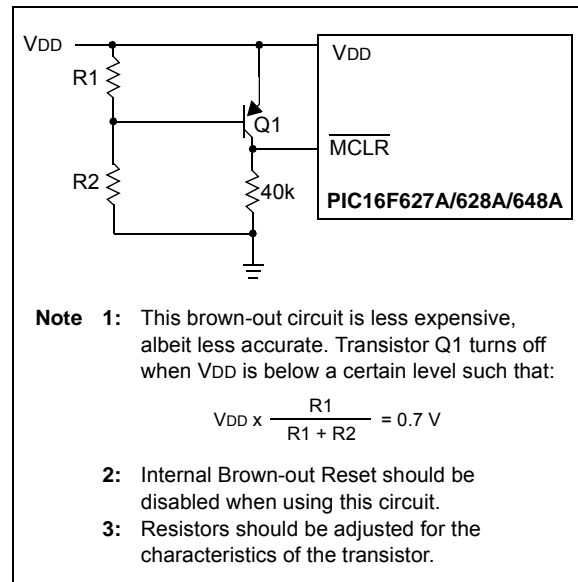 VDD
VDD
R1
Q1
MCLR
R2
40k
PIC16F627A/628A/648A
Note 1: This brown-out circuit is less expensive,
albeit less accurate. Transistor Q1 turns off
when VDD is below a certain level such that:
VDD x R1 / R1 + R2 = 0.7 V
2: Internal Brown-out Reset should be
disabled when using this circuit.
3: Resistors should be adjusted for the
characteristics of the transistor.